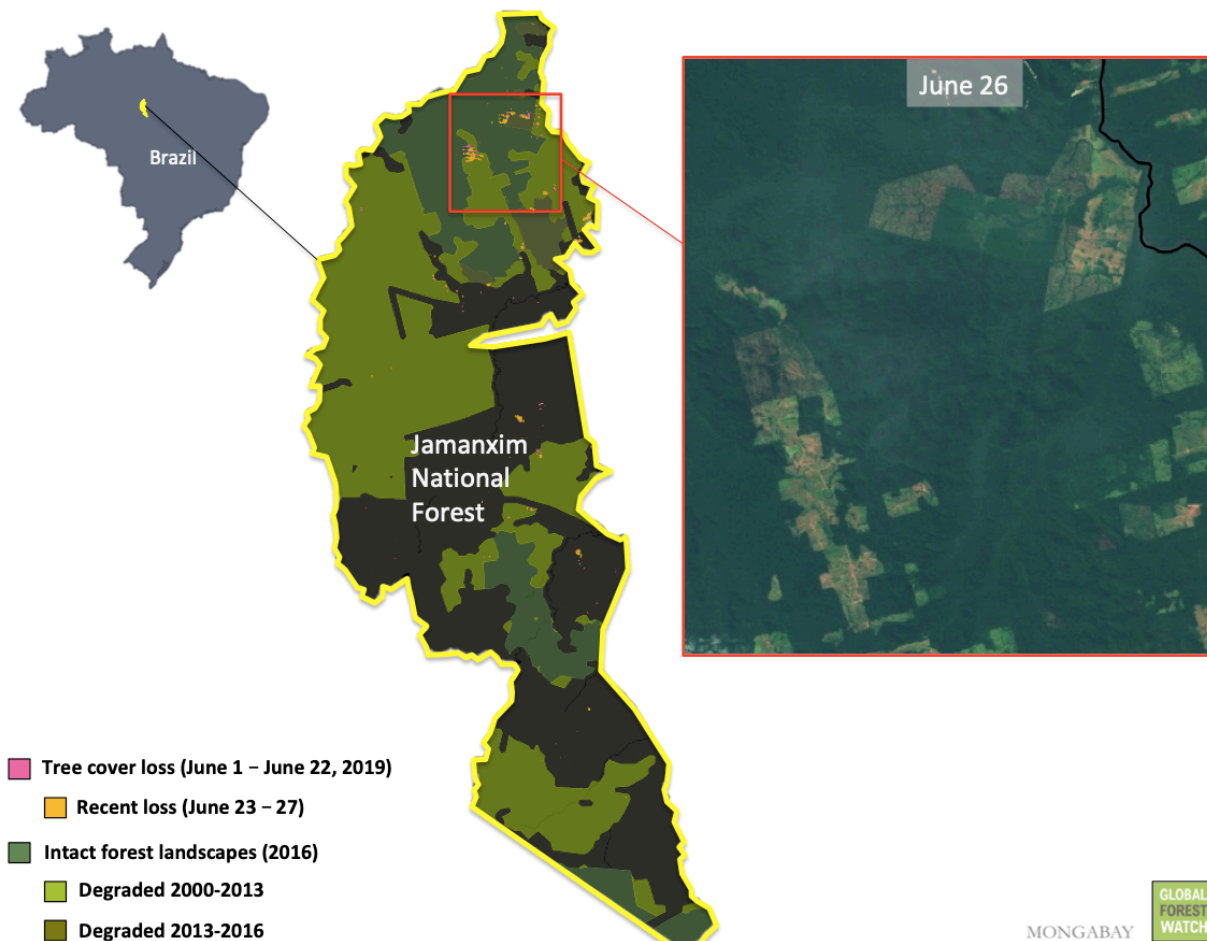 June 26
Brazil
Jamanxim
National
Forest
Tree cover loss (June 1 – June 22, 2019)
Recent loss (June 23 – 27)
Intact forest landscapes (2016)
Degraded 2000-2013
Degraded 2013-2016
MONGABAY
GLOBAL
FOREST
WATCH